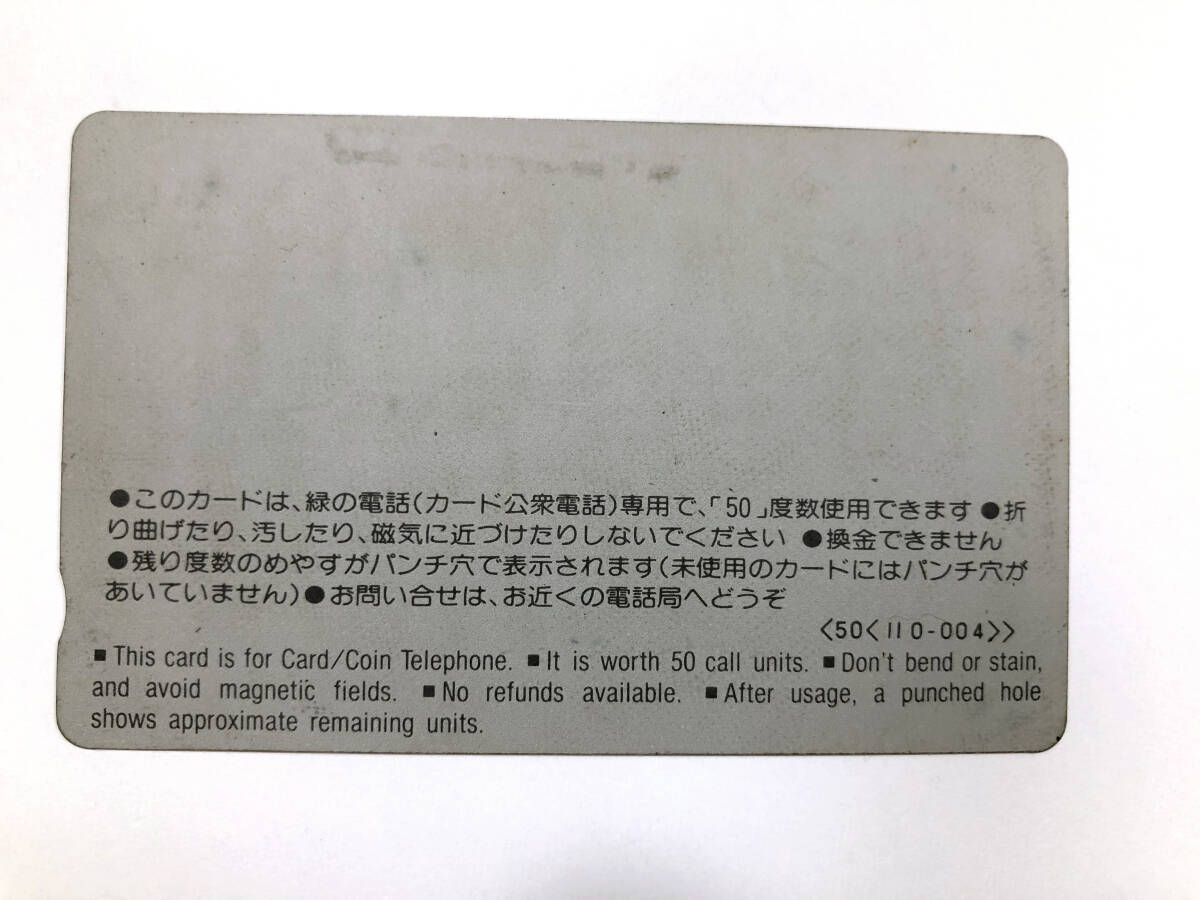 ●このカードは、緑の電話(カード公衆電話)専用で、「50」度数使用できます ●折
り曲げたり、汚したり、磁気に近づけたりしないでください ●換金できません
●残り度数のめやすがパンチ穴で表示されます(未使用のカードにはパンチ穴が
あいていません)●お問い合せは、お近くの電話局へどうぞ
〈50〈110-004〉〉
■ This card is for Card/Coin Telephone. ■ It is worth 50 call units. ■ Don't bend or stain,
and avoid magnetic fields. ■ No refunds available. ■ After usage, a punched hole
shows approximate remaining units.